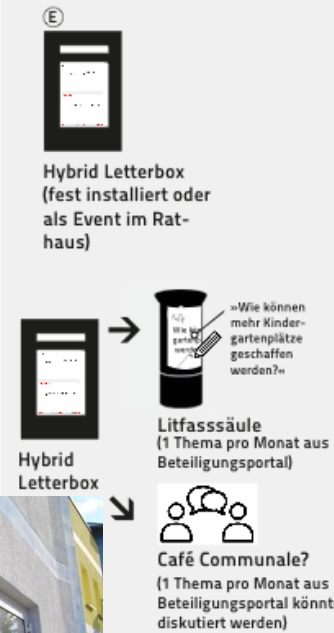 E
Hybrid Letterbox
(fest installiert oder
als Event im Rat-
haus)
»Wie können
mehr Kinder-
gartenplätze
geschaffen
werden?«
Litfasssäule
(1 Thema pro Monat aus
Beteiligungsportal)
Hybrid
Letterbox
Café Communale?
(1 Thema pro Monat aus
Beteiligungsportal könnt
diskutiert werden)